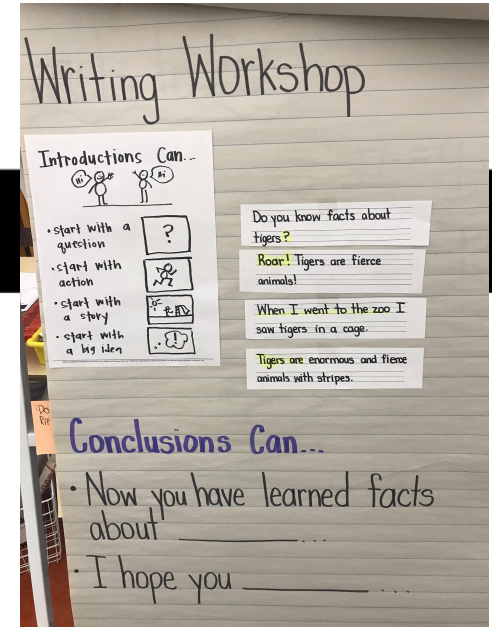 Writing Workshop
Introductions Can...
Hi
Hi
• start with a
question
?
• start with
action
• start with
a story
• start with
a big idea
!
Do you know facts about
tigers?
Roar! Tigers are fierce
animals!
When I went to the zoo I
saw tigers in a cage.
Tigers are enormous and fierce
animals with stripes.
Conclusions Can...
• Now you have learned facts
about ________...
• I hope you ________....